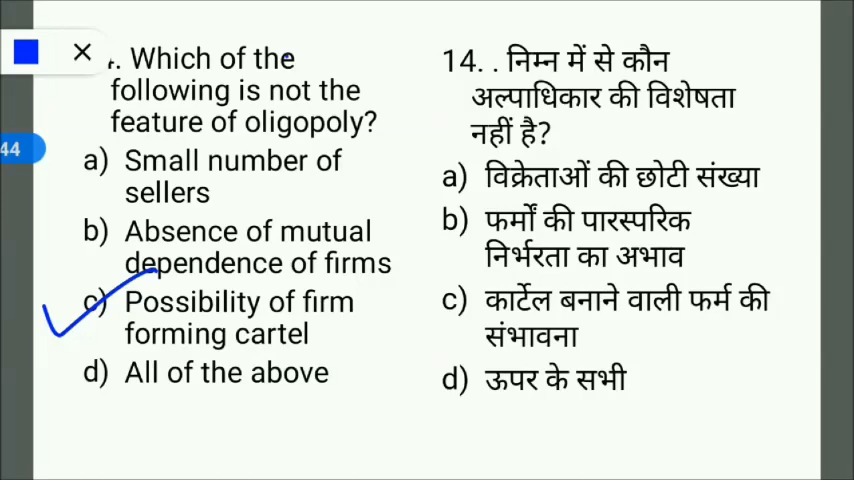 . Which of the
following is not the
feature of oligopoly?
a) Small number of
sellers
b) Absence of mutual
dependence of firms
c) Possibility of firm
forming cartel
d) All of the above
44
14. . निम्न में से कौन
अल्पाधिकार की विशेषता
नहीं है?
a) विक्रेताओं की छोटी संख्या
b) फर्मों की पारस्परिक
निर्भरता का अभाव
c) कार्टेल बनाने वाली फर्म की
संभावना
d) ऊपर के सभी